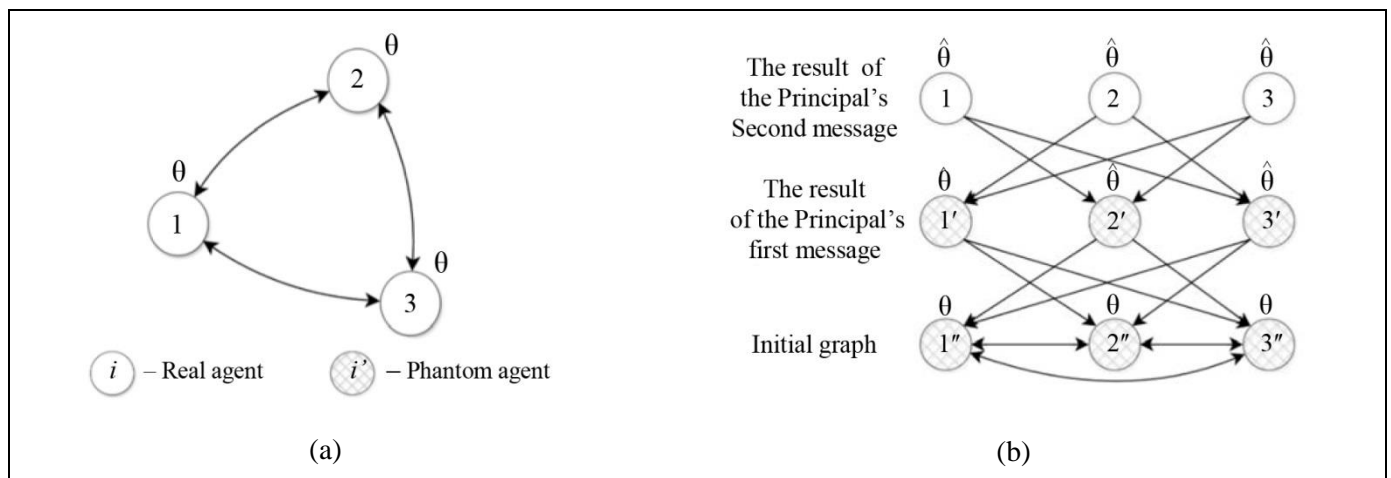 θ
2
θ
1
θ
3
i – Real agent
i’ – Phantom agent
(a)
The result of
the Principal’s
Second message
θ̂ θ̂ θ̂
1 2 3
The result
of the Principal’s
first message
θ̂ θ̂ θ̂
1′ 2′ 3′
Initial graph
θ θ θ
1″ 2″ 3″
(b)